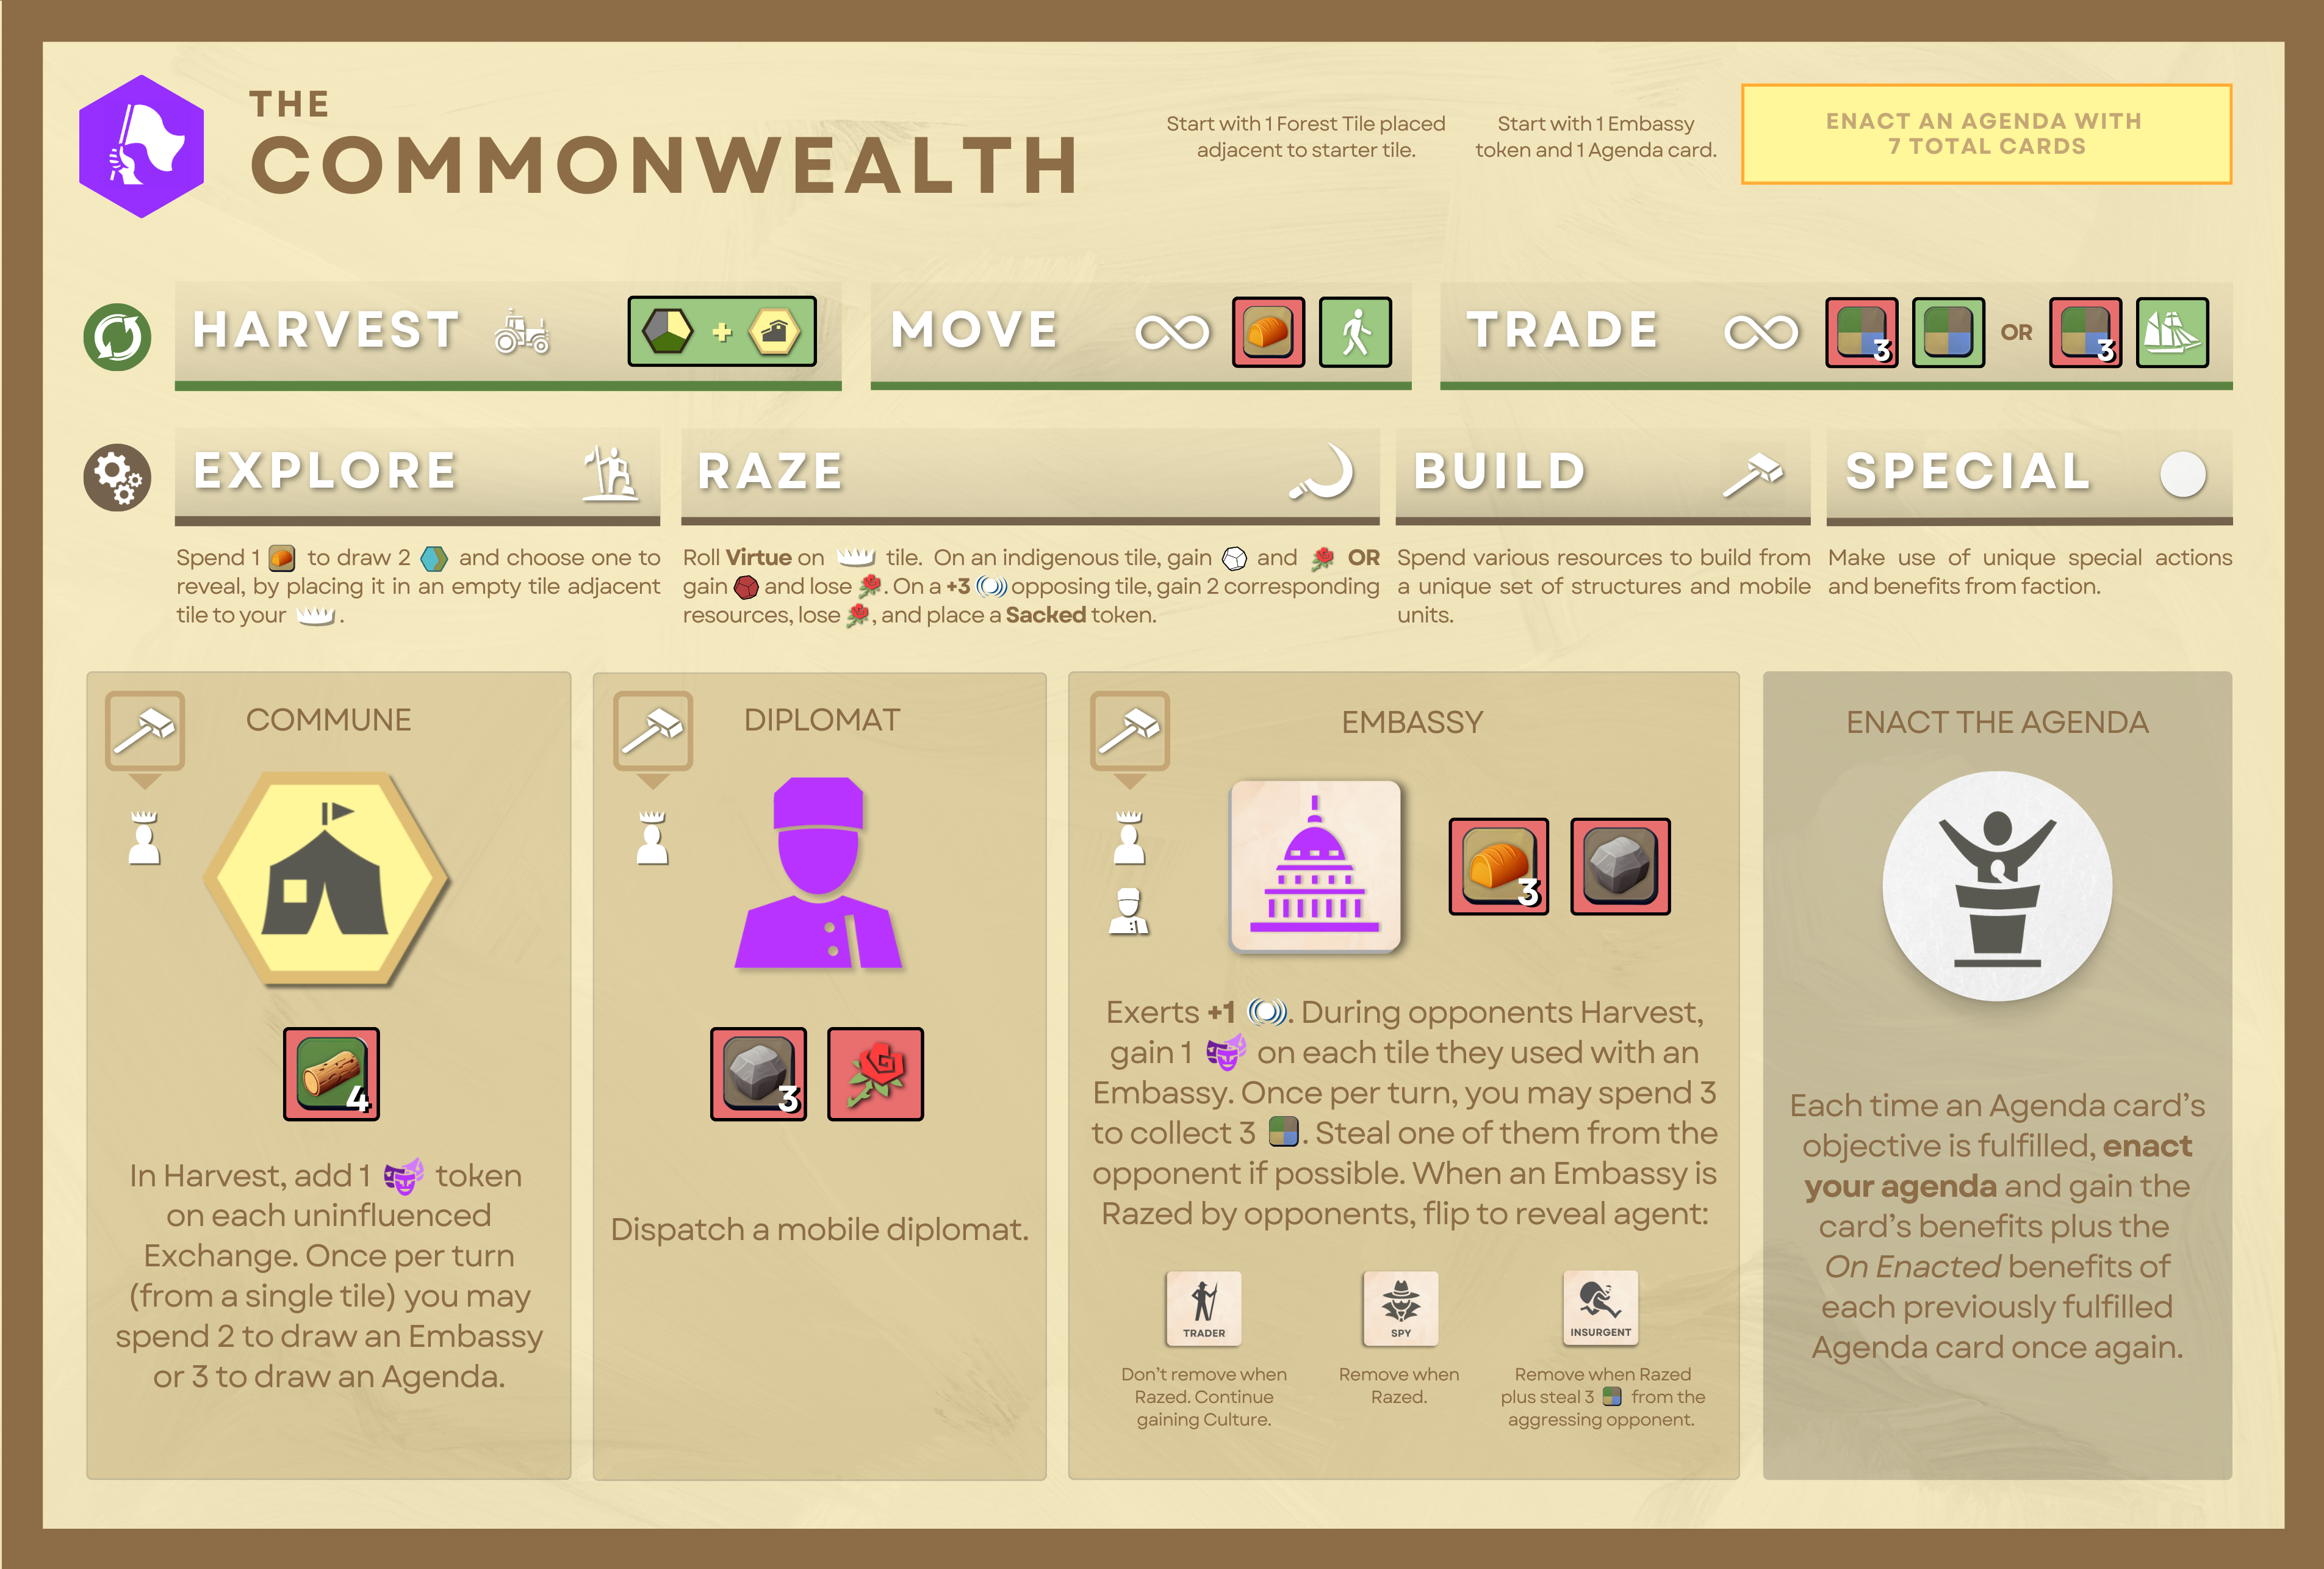 THE
COMMONWEALTH
Start with 1 Forest Tile placed
adjacent to starter tile.
Start with 1 Embassy
token and 1 Agenda card.
ENACT AN AGENDA WITH
7 TOTAL CARDS
HARVEST
+
MOVE
TRADE
3
OR
3
EXPLORE
RAZE
BUILD
SPECIAL
Spend 1 to draw 2 and choose one to
reveal, by placing it in an empty tile adjacent
tile to your .
Roll Virtue on tile. On an indigenous tile, gain and OR
gain and lose . On a +3 opposing tile, gain 2 corresponding
resources, lose , and place a Sacked token.
Spend various resources to build from
a unique set of structures and mobile
units.
Make use of unique special actions
and benefits from faction.
COMMUNE
4
In Harvest, add 1 token
on each uninfluenced
Exchange. Once per turn
(from a single tile) you may
spend 2 to draw an Embassy
or 3 to draw an Agenda.
DIPLOMAT
3
Dispatch a mobile diplomat.
EMBASSY
3
Exerts +1 . During opponents Harvest,
gain 1 on each tile they used with an
Embassy. Once per turn, you may spend 3
to collect 3 . Steal one of them from the
opponent if possible. When an Embassy is
Razed by opponents, flip to reveal agent:
TRADER
Don't remove when
Razed. Continue
gaining Culture.
SPY
Remove when
Razed.
INSURGENT
Remove when Razed
plus steal 3 from the
aggressing opponent.
ENACT THE AGENDA
Each time an Agenda card's
objective is fulfilled, enact
your agenda and gain the
card's benefits plus the
On Enacted benefits of
each previously fulfilled
Agenda card once again.